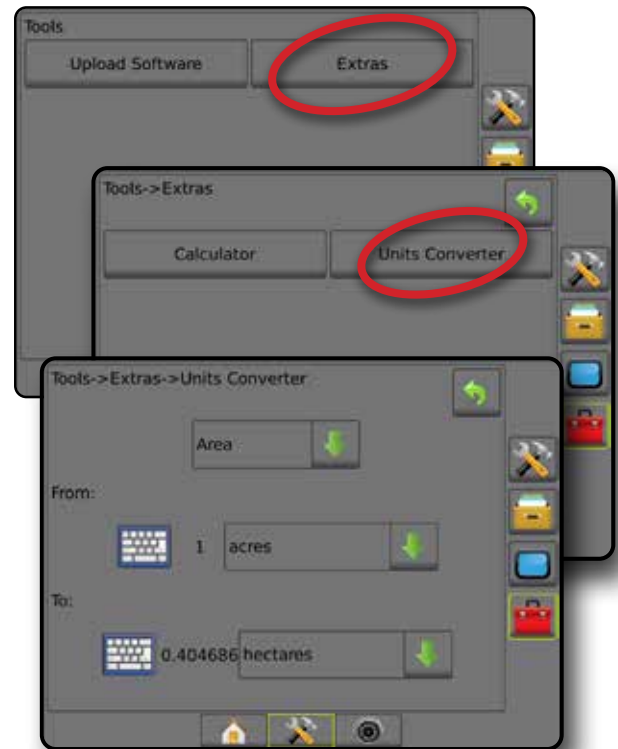 Tools
Upload Software Extras
Tools->Extras
Calculator Units Converter
Tools->Extras->Units Converter
Area
From:
1 acres
To:
0.404686 hectares